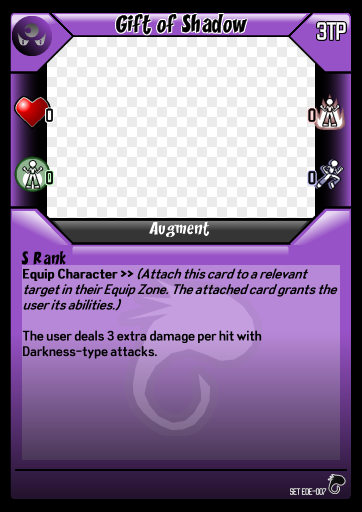 Gift of Shadow
3TP
0
0
0
0
Augment
S Rank
Equip Character >> (Attach this card to a relevant
target in their Equip Zone. The attached card grants the
user its abilities.)
The user deals 3 extra damage per hit with
Darkness-type attacks.
SET EDE-007